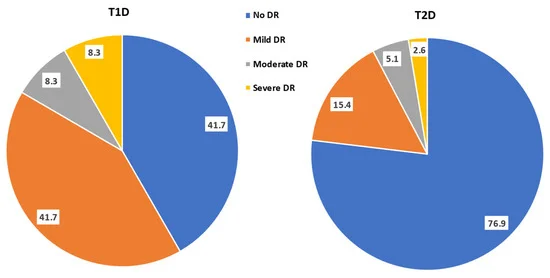 T1D
8.3
8.3
41.7
41.7
No DR
Mild DR
Moderate DR
Severe DR
T2D
2.6
5.1
15.4
76.9